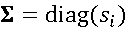 𝚺 = diag(𝑠ᵢ)